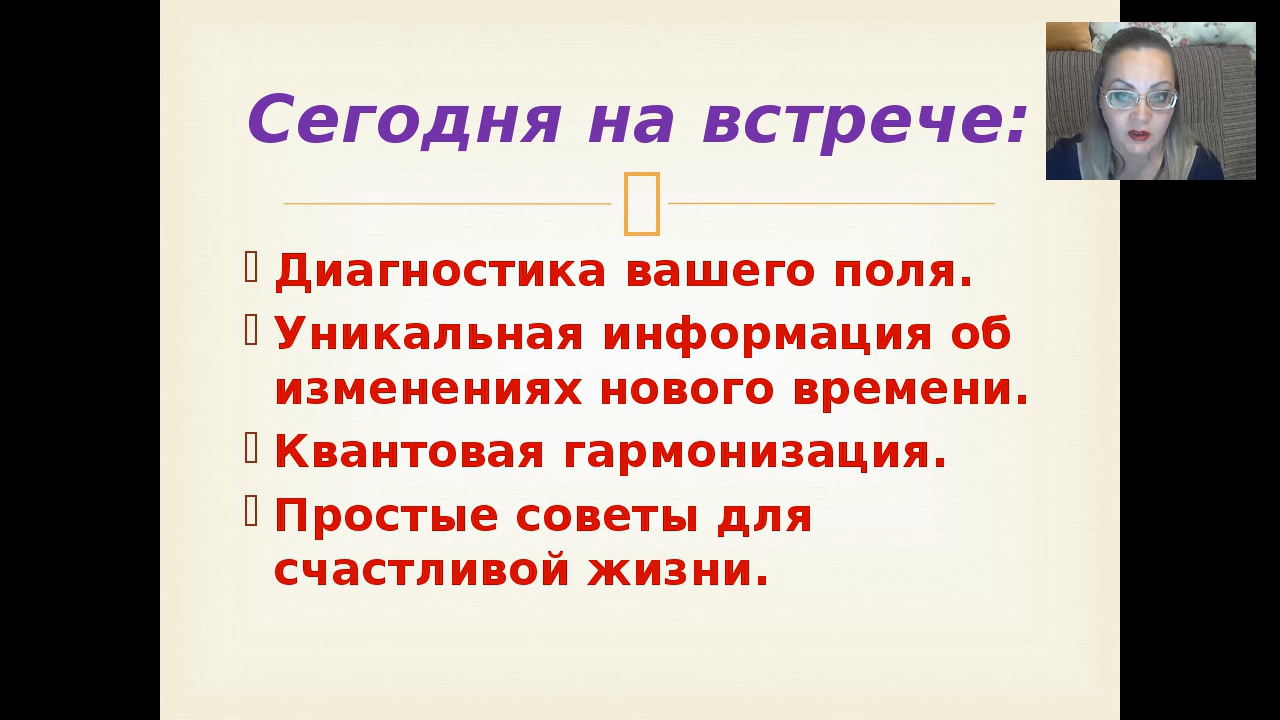 Сегодня на встрече:
Диагностика вашего поля.
Уникальная информация об
изменениях нового времени.
Квантовая гармонизация.
Простые советы для
счастливой жизни.